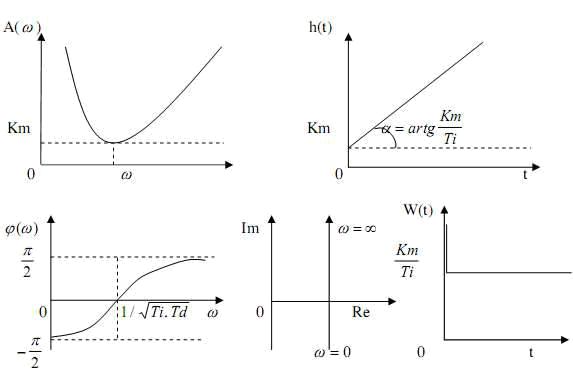 A(ω)
Km
0
ω
h(t)
Km
α = artg Km/Ti
0
t
φ(ω)
π/2
0
1/√Ti.Td
ω
-π/2
Im
ω = ∞
0
Re
ω = 0
W(t)
Km/Ti
0
t